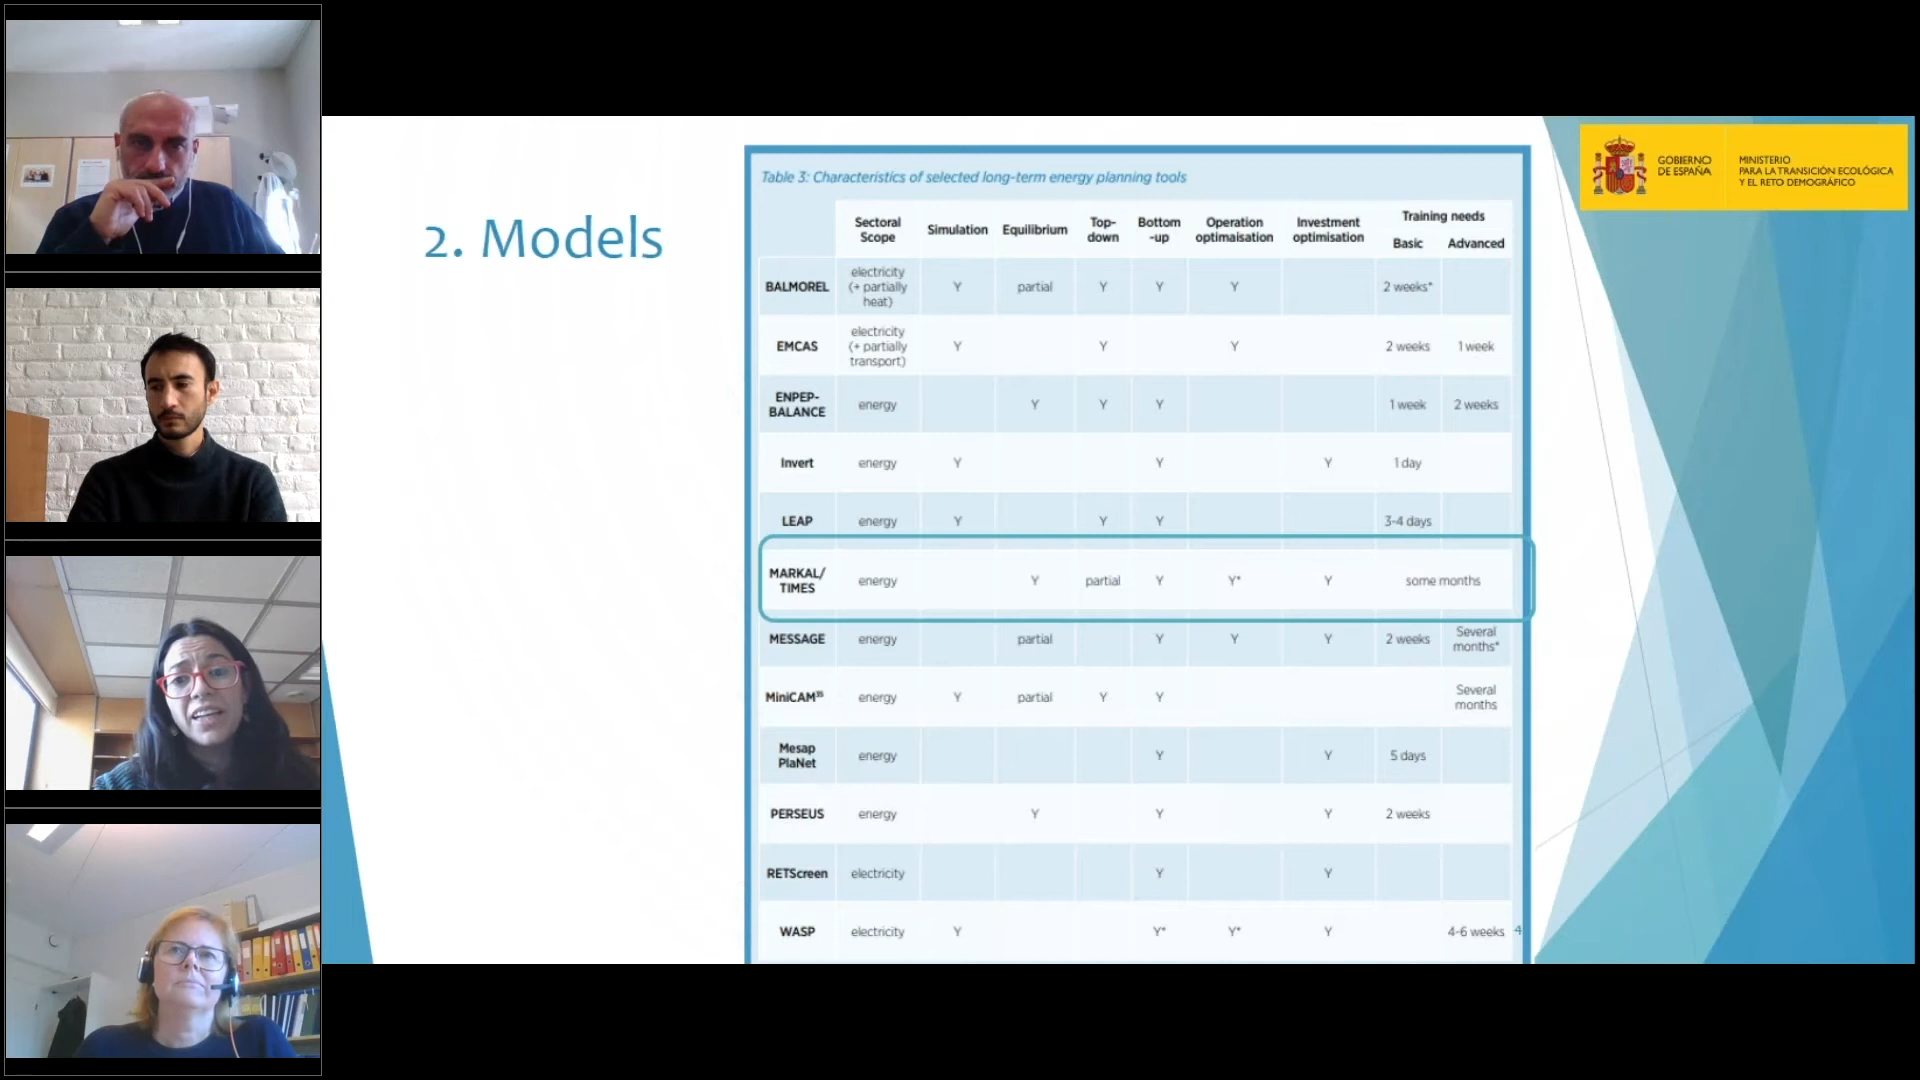 2. Models
Table 3: Characteristics of selected long-term energy planning tools
Sectoral Scope Simulation Equilibrium Top-down Bottom-up Operation optimaisation Investment optimisation Training needs
Basic Advanced
BALMOREL electricity (+ partially heat) Y partial Y Y Y 2 weeks*
EMCAS electricity (+ partially transport) Y Y Y 2 weeks 1 week
ENPEP-BALANCE energy Y Y Y 1 week 2 weeks
Invert energy Y Y Y 1 day
LEAP energy Y Y Y 3-4 days
MARKAL/TIMES energy Y partial Y Y* Y some months
MESSAGE energy partial Y Y Y 2 weeks Several months*
MiniCAM³⁵ energy Y partial Y Y Several months
Mesap PlaNet energy Y Y 5 days
PERSEUS energy Y Y Y 2 weeks
RETScreen electricity Y Y
WASP electricity Y Y* Y* Y 4-6 weeks
4
GOBIERNO
DE ESPAÑA
MINISTERIO
PARA LA TRANSICIÓN ECOLÓGICA
Y EL RETO DEMOGRÁFICO